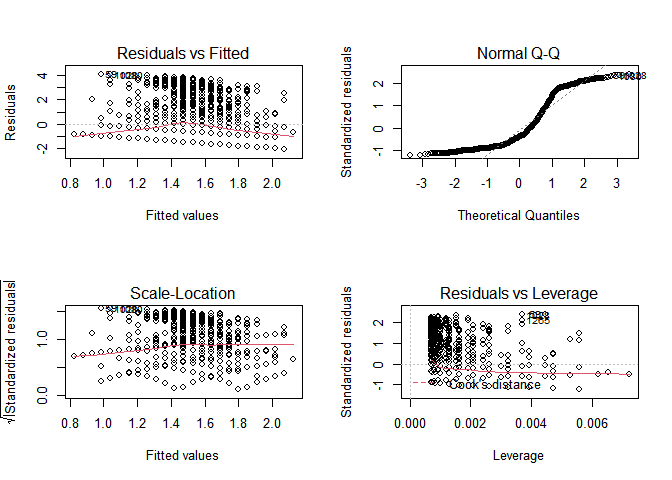 Residuals vs Fitted
Residuals
4
2
0
-2
0.8 1.0 1.2 1.4 1.6 1.8 2.0
Fitted values
Normal Q-Q
Standardized residuals
2
1
0
-1
-3 -2 -1 0 1 2 3
Theoretical Quantiles
Scale-Location
√|Standardized residuals|
1.0
0.0
0.8 1.0 1.2 1.4 1.6 1.8 2.0
Fitted values
Residuals vs Leverage
Standardized residuals
2
1
0
-1
1265
Cook's distance
0.000 0.002 0.004 0.006
Leverage